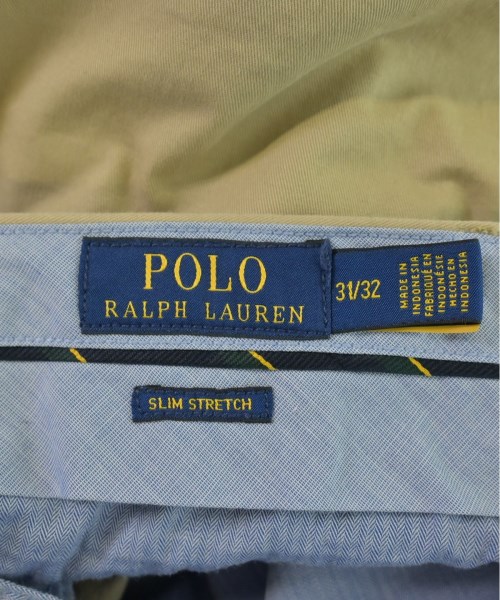 POLO
RALPH LAUREN
31/32
MADE IN
INDONESIA
FABRIQUÉ EN
INDONÉSIE
HECHO EN
INDONESIA
SLIM STRETCH